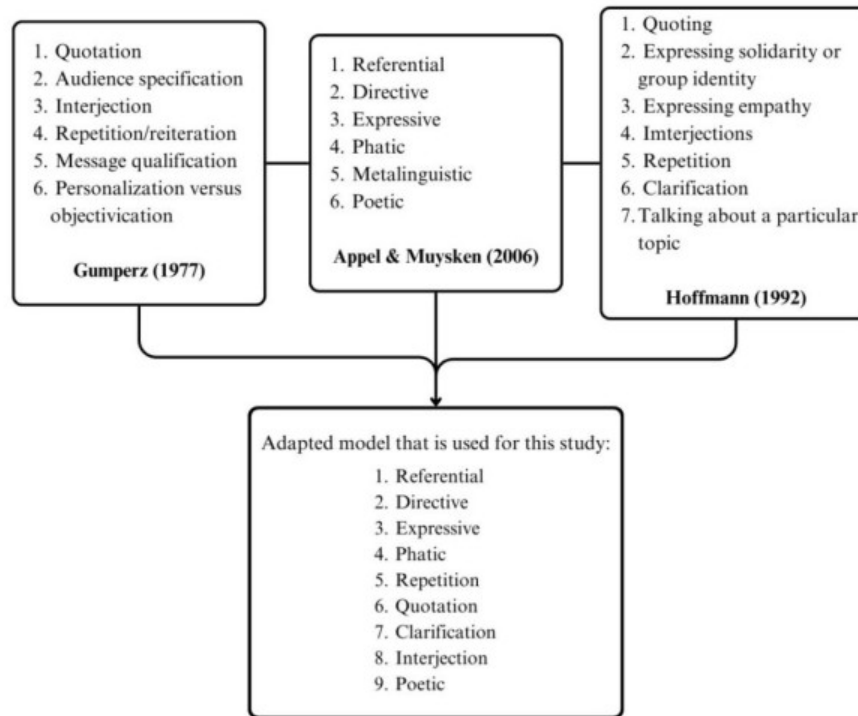 1. Quotation
2. Audience specification
3. Interjection
4. Repetition/reiteration
5. Message qualification
6. Personalization versus
objectivication
Gumperz (1977)
1. Referential
2. Directive
3. Expressive
4. Phatic
5. Metalinguistic
6. Poetic
Appel & Muysken (2006)
1. Quoting
2. Expressing solidarity or
group identity
3. Expressing empathy
4. Imterjections
5. Repetition
6. Clarification
7. Talking about a particular
topic
Hoffmann (1992)
Adapted model that is used for this study:
1. Referential
2. Directive
3. Expressive
4. Phatic
5. Repetition
6. Quotation
7. Clarification
8. Interjection
9. Poetic